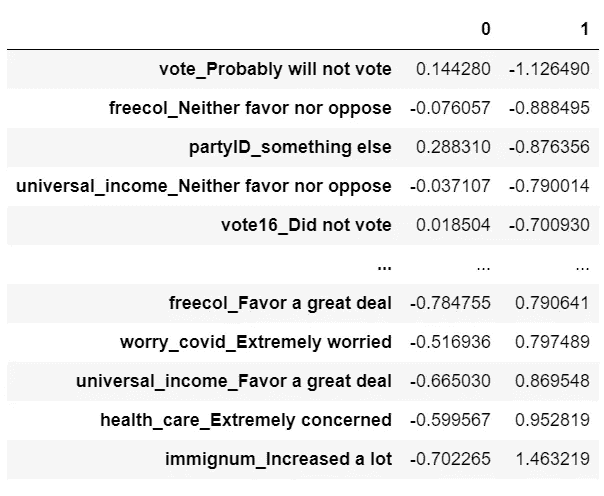 0 1
vote_Probably will not vote 0.144280 -1.126490
freecol_Neither favor nor oppose -0.076057 -0.888495
partyID_something else 0.288310 -0.876356
universal_income_Neither favor nor oppose -0.037107 -0.790014
vote16_Did not vote 0.018504 -0.700930
... ... ...
freecol_Favor a great deal -0.784755 0.790641
worry_covid_Extremely worried -0.516936 0.797489
universal_income_Favor a great deal -0.665030 0.869548
health_care_Extremely concerned -0.599567 0.952819
immignum_Increased a lot -0.702265 1.463219